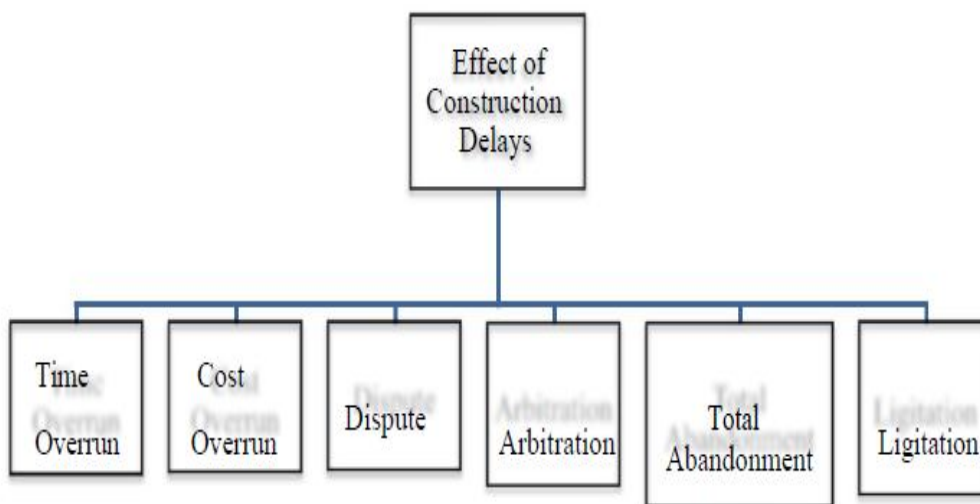 Effect of
Construction
Delays
Time
Overrun
Cost
Overrun
Dispute
Arbitration
Total
Abandonment
Ligitation